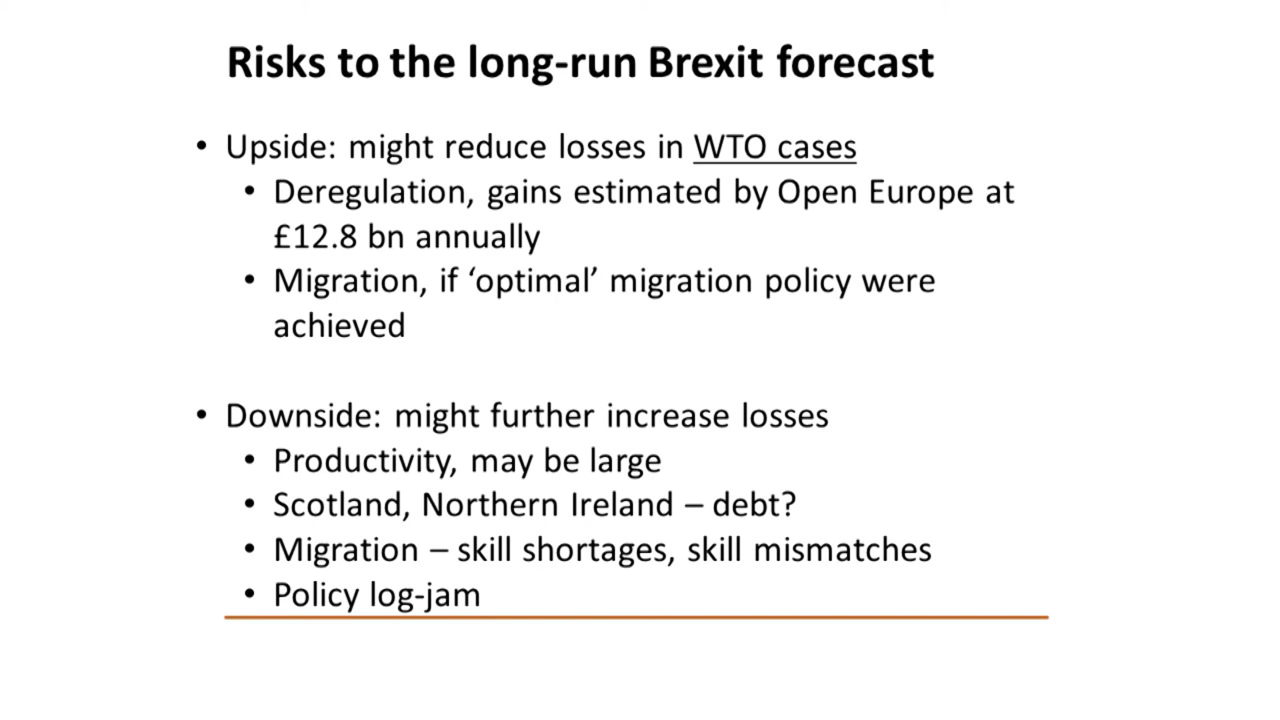 Risks to the long-run Brexit forecast
• Upside: might reduce losses in WTO cases
• Deregulation, gains estimated by Open Europe at
£12.8 bn annually
• Migration, if ‘optimal’ migration policy were
achieved
• Downside: might further increase losses
• Productivity, may be large
• Scotland, Northern Ireland – debt?
• Migration – skill shortages, skill mismatches
• Policy log-jam